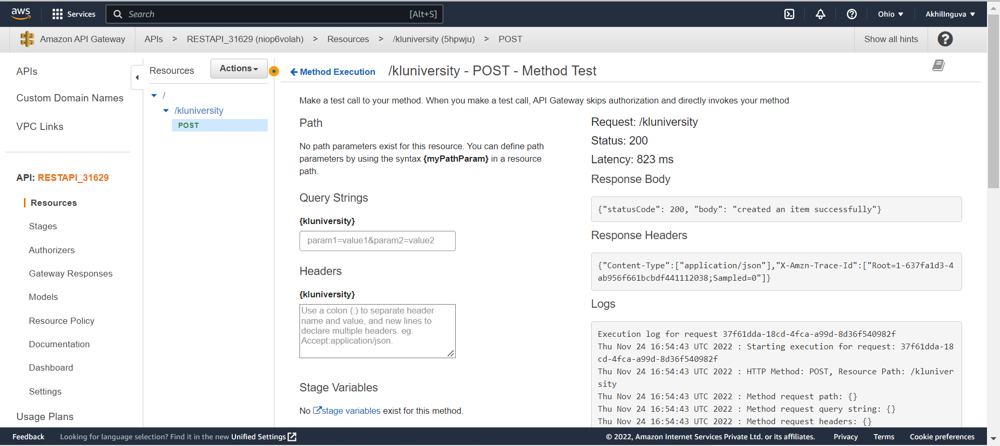 aws
Services
Search [Alt+S]
Ohio ▼
AkhilInguva ▼
Amazon API Gateway
APIs > RESTAPI_31629 (niop6volah) > Resources > /kluniversity (5hpwju) > POST
Show all hints
APIs
Custom Domain Names
VPC Links
API: RESTAPI_31629
Resources
Stages
Authorizers
Gateway Responses
Models
Resource Policy
Documentation
Dashboard
Settings
Usage Plans
Resources
Actions
/
/kluniversity
POST
Method Execution
/kluniversity - POST - Method Test
Make a test call to your method. When you make a test call, API Gateway skips authorization and directly invokes your method
Path
No path parameters exist for this resource. You can define path
parameters by using the syntax {myPathParam} in a resource
path.
Query Strings
{kluniversity}
param1=value1&param2=value2
Headers
{kluniversity}
Use a colon (:) to separate header
name and value, and new lines to
declare multiple headers. eg.
Accept:application/json.
Stage Variables
No stage variables exist for this method.
Request: /kluniversity
Status: 200
Latency: 823 ms
Response Body
{"statusCode": 200, "body": "created an item successfully"}
Response Headers
{"Content-Type":["application/json"],"X-Amzn-Trace-Id":["Root=1-637fa1d3-4
ab956f661bcbdf441112038;Sampled=0"]}
Logs
Execution log for request 37f61dda-18cd-4fca-a99d-8d36f540982f
Thu Nov 24 16:54:43 UTC 2022 : Starting execution for request: 37f61dda-18
cd-4fca-a99d-8d36f540982f
Thu Nov 24 16:54:43 UTC 2022 : HTTP Method: POST, Resource Path: /kluniver
sity
Thu Nov 24 16:54:43 UTC 2022 : Method request path: {}
Thu Nov 24 16:54:43 UTC 2022 : Method request query string: {}
Thu Nov 24 16:54:43 UTC 2022 : Method request headers: {}
Feedback
Looking for language selection? Find it in the new Unified Settings
© 2022, Amazon Internet Services Private Ltd. or its affiliates.
Privacy
Terms
Cookie preferences